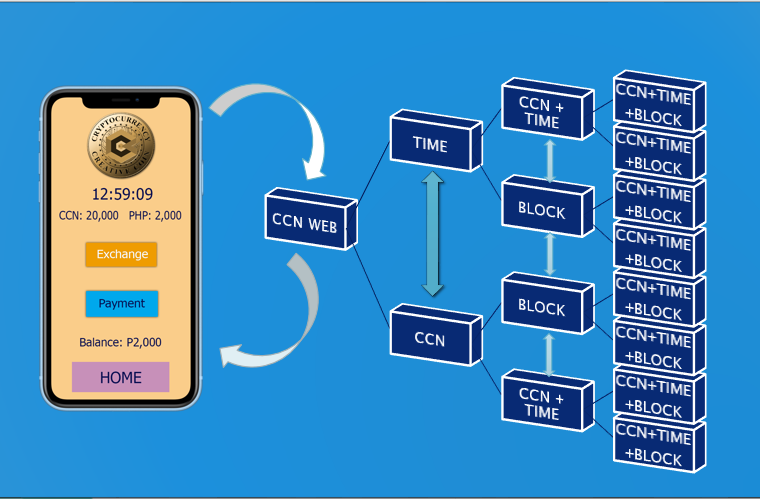 CRYPTOCURRENCY
12:59:09
CCN: 20,000 PHP: 2,000
Exchange
Payment
Balance: P2,000
HOME
CCN WEB
TIME
CCN
CCN +
TIME
BLOCK
BLOCK
CCN +
TIME
CCN+TIME
+BLOCK
CCN+TIME
+BLOCK
CCN+TIME
+BLOCK
CCN+TIME
+BLOCK
CCN+TIME
+BLOCK
CCN+TIME
+BLOCK
CCN+TIME
+BLOCK
CCN+TIME
+BLOCK